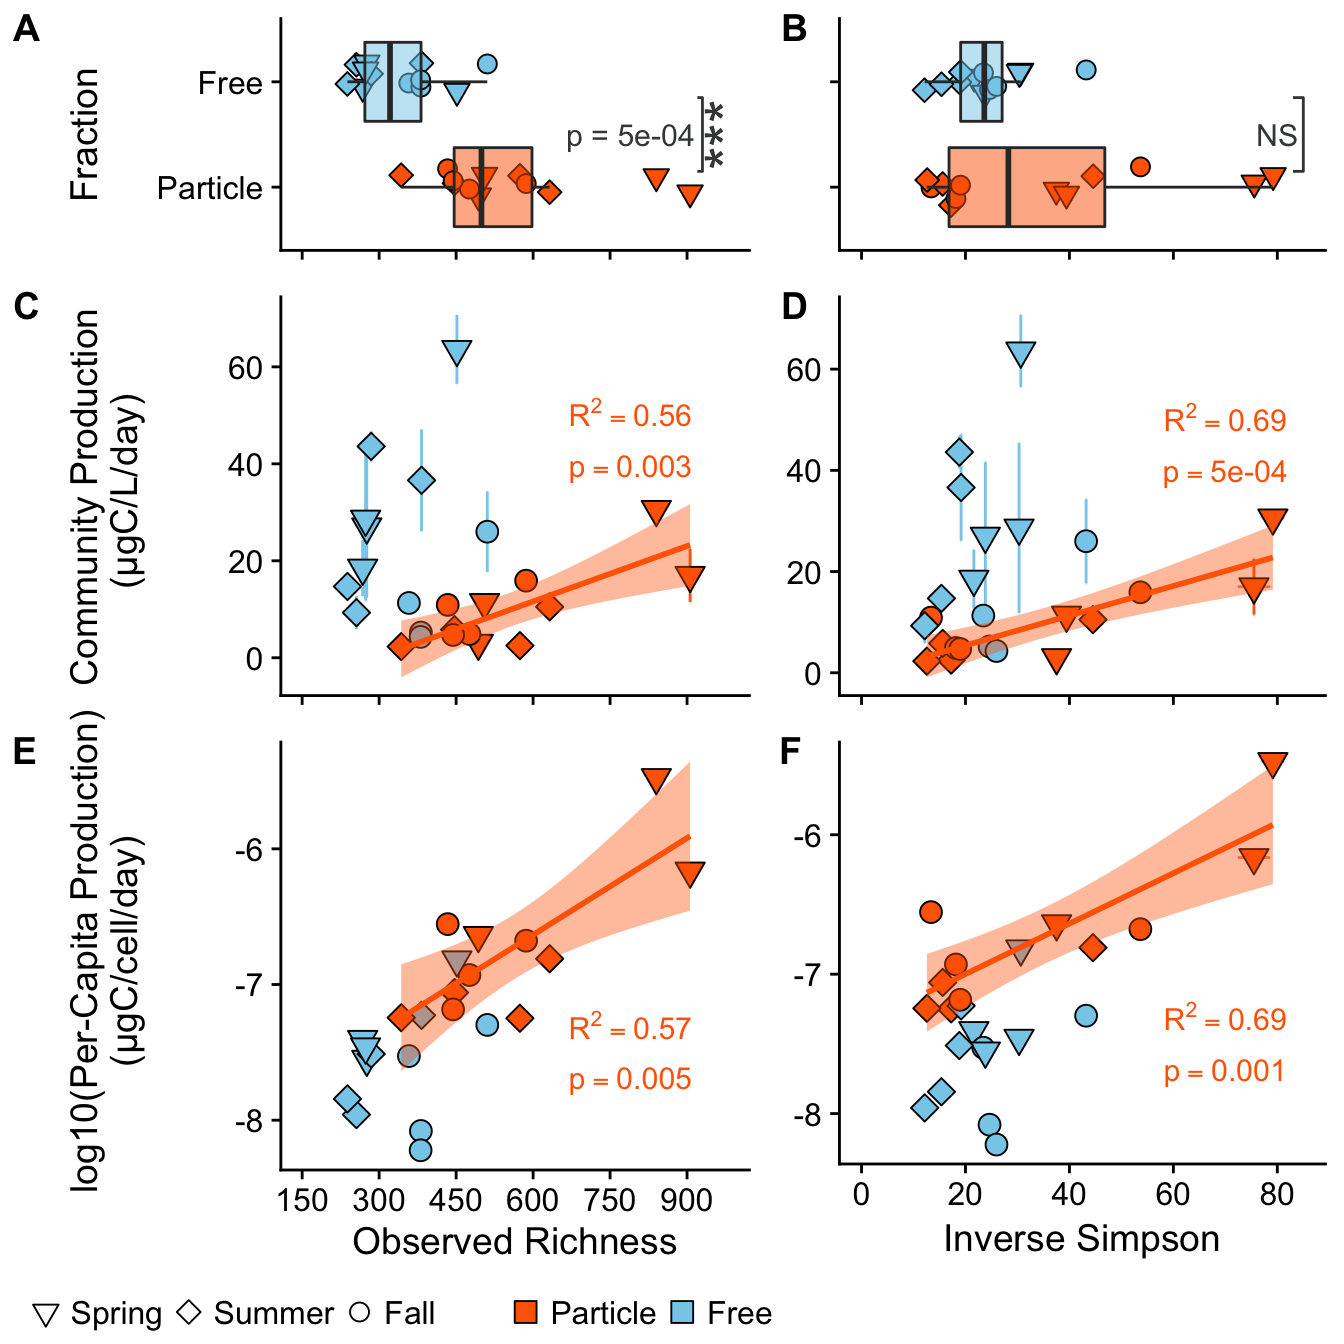 A
B
Fraction
Free
Particle
p = 5e-04
***
NS
C
D
Community Production
(µgC/L/day)
60
40
20
0
R2 = 0.56
p = 0.003
60
40
20
0
R2 = 0.69
p = 5e-04
E
F
log10(Per-Capita Production)
(µgC/cell/day)
-6
-7
-8
R2 = 0.57
p = 0.005
-6
-7
-8
R2 = 0.69
p = 0.001
150 300 450 600 750 900
Observed Richness
0 20 40 60 80
Inverse Simpson
Spring Summer Fall Particle Free